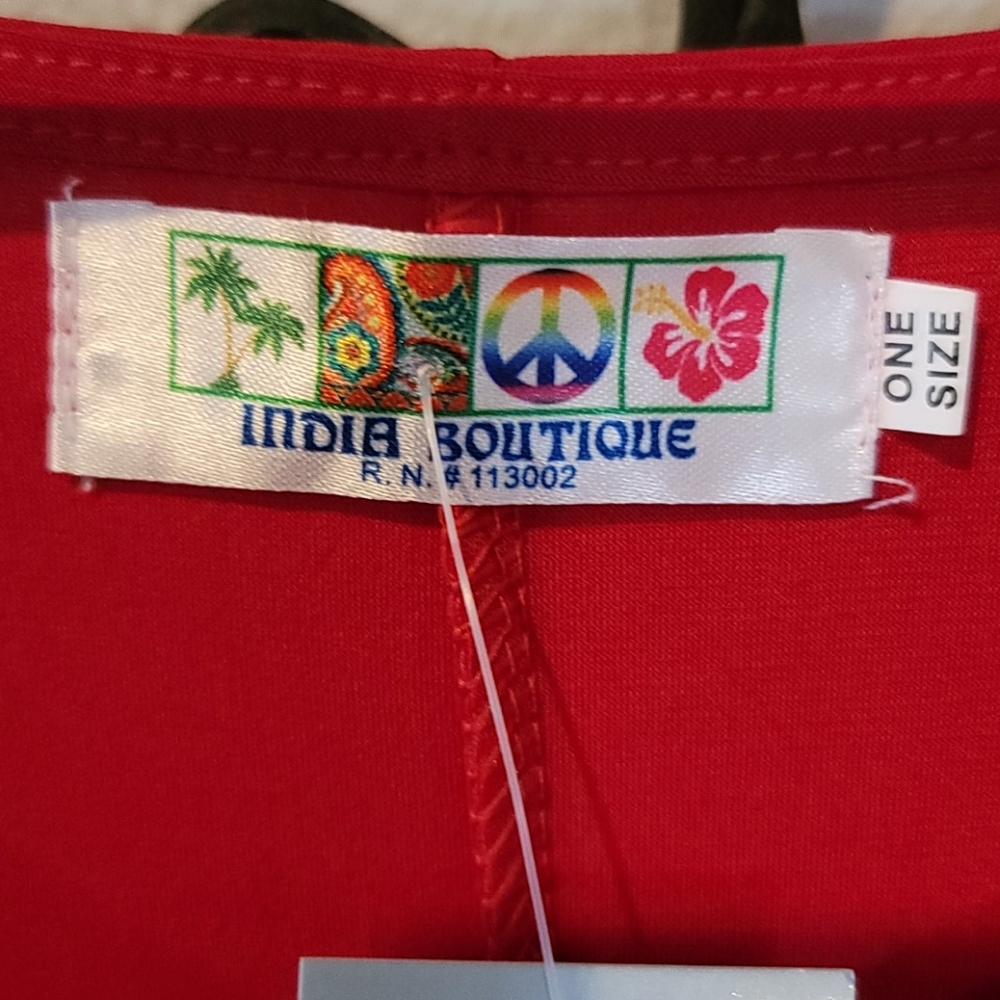 INDIA BOUTIQUE
R. N. # 113002
ONE
SIZE